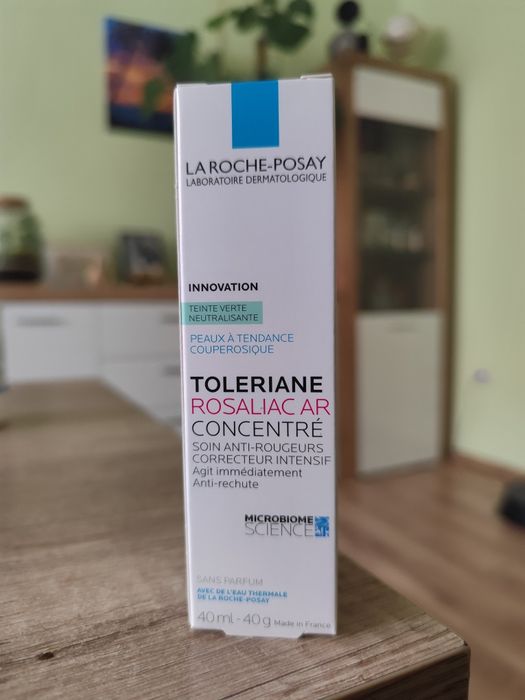 LA ROCHE-POSAY
LABORATOIRE DERMATOLOGIQUE
INNOVATION
TEINTE VERTE
NEUTRALISANTE
PEAUX À TENDANCE
COUPEROSIQUE
TOLERIANE
ROSALIAC AR
CONCENTRÉ
SOIN ANTI-ROUGEURS
CORRECTEUR INTENSIF
Agit immédiatement
Anti-rechute
MICROBIOME
SCIENCE
SANS PARFUM
AVEC DE L'EAU THERMALE
DE LA ROCHE-POSAY
40 ml - 40 g Made in France